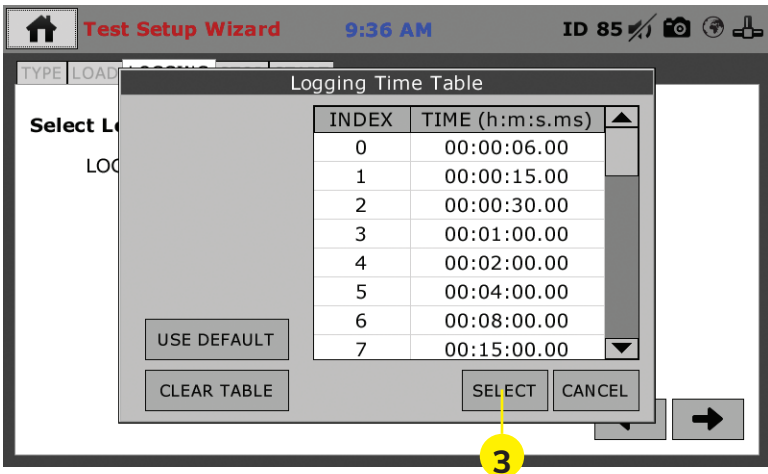 Test Setup Wizard 9:36 AM ID 85
TYPE LOAD
Logging Time Table
Select
INDEX TIME (h:m:s.ms)
0 00:00:06.00
1 00:00:15.00
2 00:00:30.00
3 00:01:00.00
4 00:02:00.00
5 00:04:00.00
6 00:08:00.00
7 00:15:00.00
USE DEFAULT
CLEAR TABLE SELECT CANCEL
3